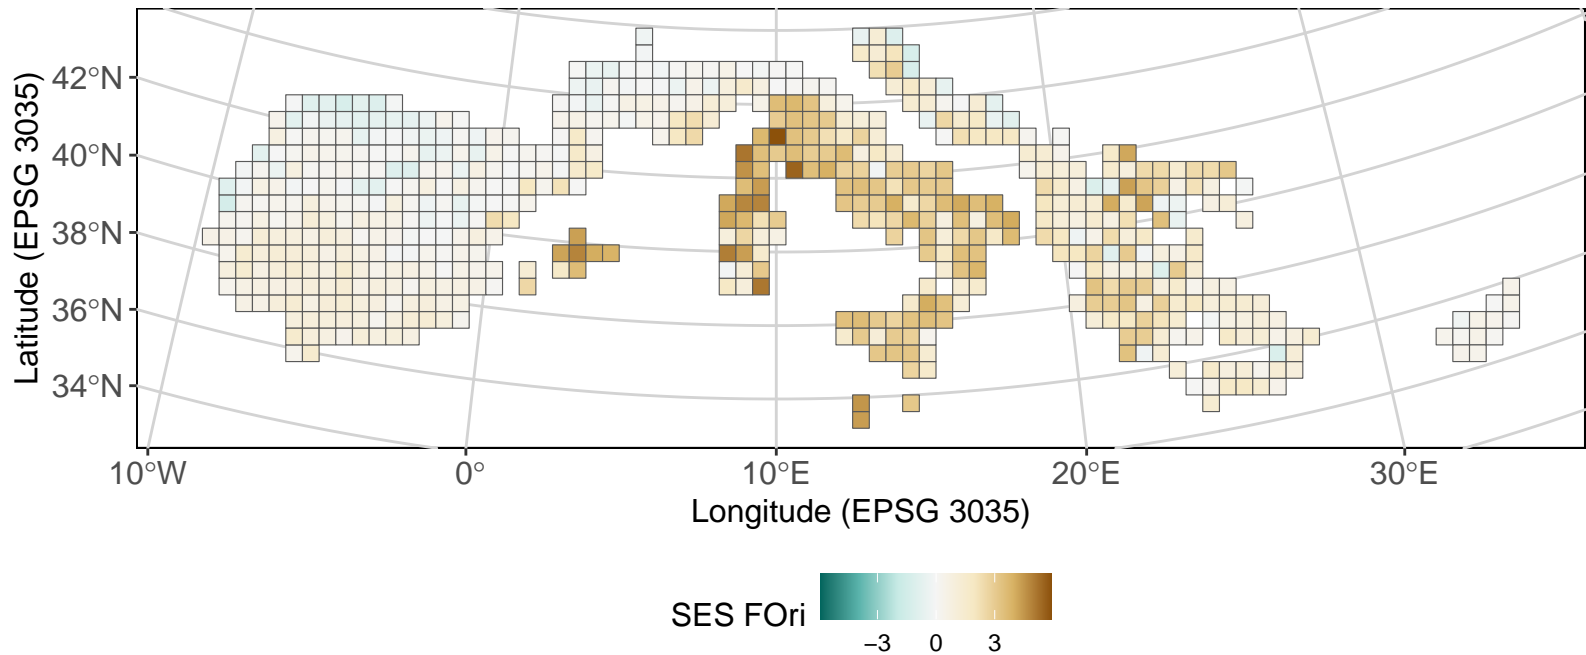 Latitude (EPSG 3035)
42°N
40°N
38°N
36°N
34°N
10°W
0°
10°E
20°E
30°E
Longitude (EPSG 3035)
SES FOri
−3
0
3